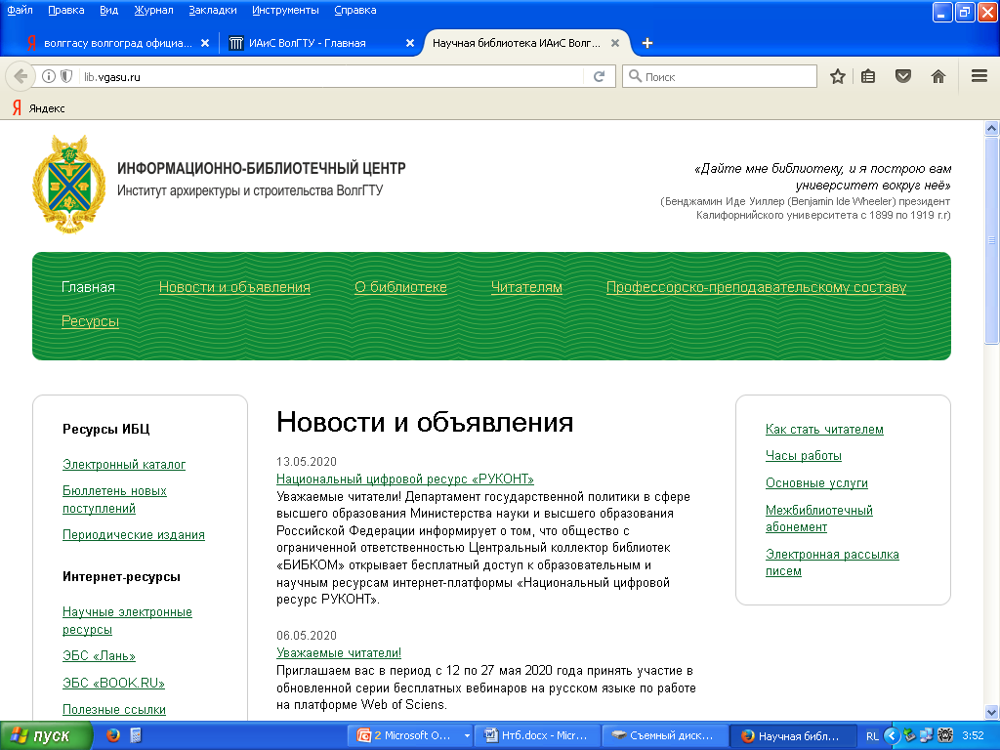 Файл Правка Вид Журнал Закладки Инструменты Справка
волггасу волгоград официа... ИАиС ВолГТУ - Главная Научная библиотека ИАиС Волг...
lib.vgasu.ru Поиск
Яндекс
ИНФОРМАЦИОННО-БИБЛИОТЕЧНЫЙ ЦЕНТР
Институт архиректуры и строительства ВолгГТУ
«Дайте мне библиотеку, и я построю вам
университет вокруг неё»
(Бенджамин Иде Уиллер (Benjamin Ide Wheeler) президент
Калифорнийского университета с 1899 по 1919 г.г)
Главная Новости и объявления О библиотеке Читателям Профессорско-преподавательскому составу
Ресурсы
Ресурсы ИБЦ
Электронный каталог
Бюллетень новых
поступлений
Периодические издания
Интернет-ресурсы
Научные электронные
ресурсы
ЭБС «Лань»
ЭБС «BOOK.RU»
Полезные ссылки
Новости и объявления
13.05.2020
Национальный цифровой ресурс «РУКОНТ»
Уважаемые читатели! Департамент государственной политики в сфере
высшего образования Министерства науки и высшего образования
Российской Федерации информирует о том, что общество с
ограниченной ответственностью Центральный коллектор библиотек
«БИБКОМ» открывает бесплатный доступ к образовательным и
научным ресурсам интернет-платформы «Национальный цифровой
ресурс РУКОНТ».
06.05.2020
Уважаемые читатели!
Приглашаем вас в период с 12 по 27 мая 2020 года принять участие в
обновленной серии бесплатных вебинаров на русском языке по работе
на платформе Web of Sciens.
Как стать читателем
Часы работы
Основные услуги
Межбиблиотечный
абонемент
Электронная рассылка
писем
пуск 2 Microsoft O... Нтб.docx - Micr... Съемный диск... Научная библ... RL 3:52